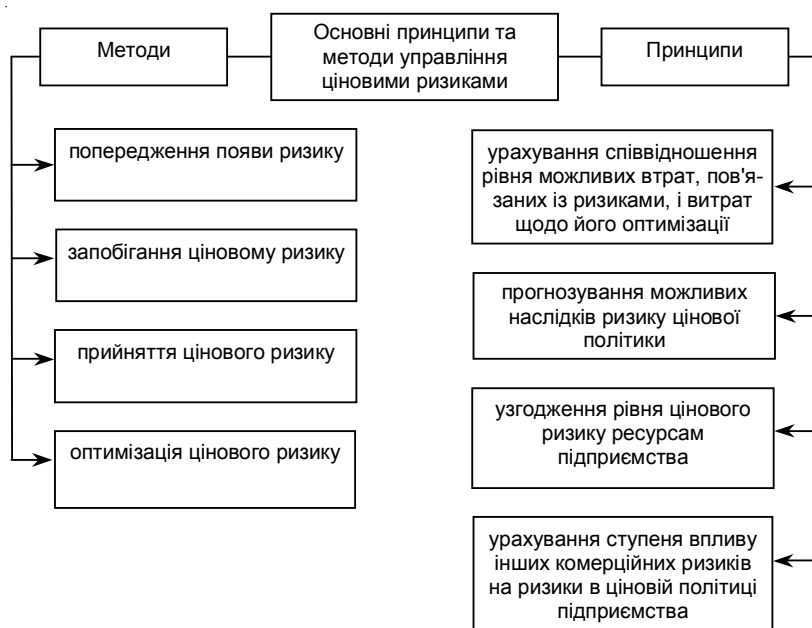 Методи
Основні принципи та
методи управління
ціновими ризиками
Принципи
попередження появи ризику
запобігання ціновому ризику
прийняття цінового ризику
оптимізація цінового ризику
урахування співвідношення
рівня можливих втрат, пов'я-
заних із ризиками, і витрат
щодо його оптимізації
прогнозування можливих
наслідків ризику цінової
політики
узгодження рівня цінового
ризику ресурсам
підприємства
урахування ступеня впливу
інших комерційних ризиків
на ризики в ціновій політиці
підприємства